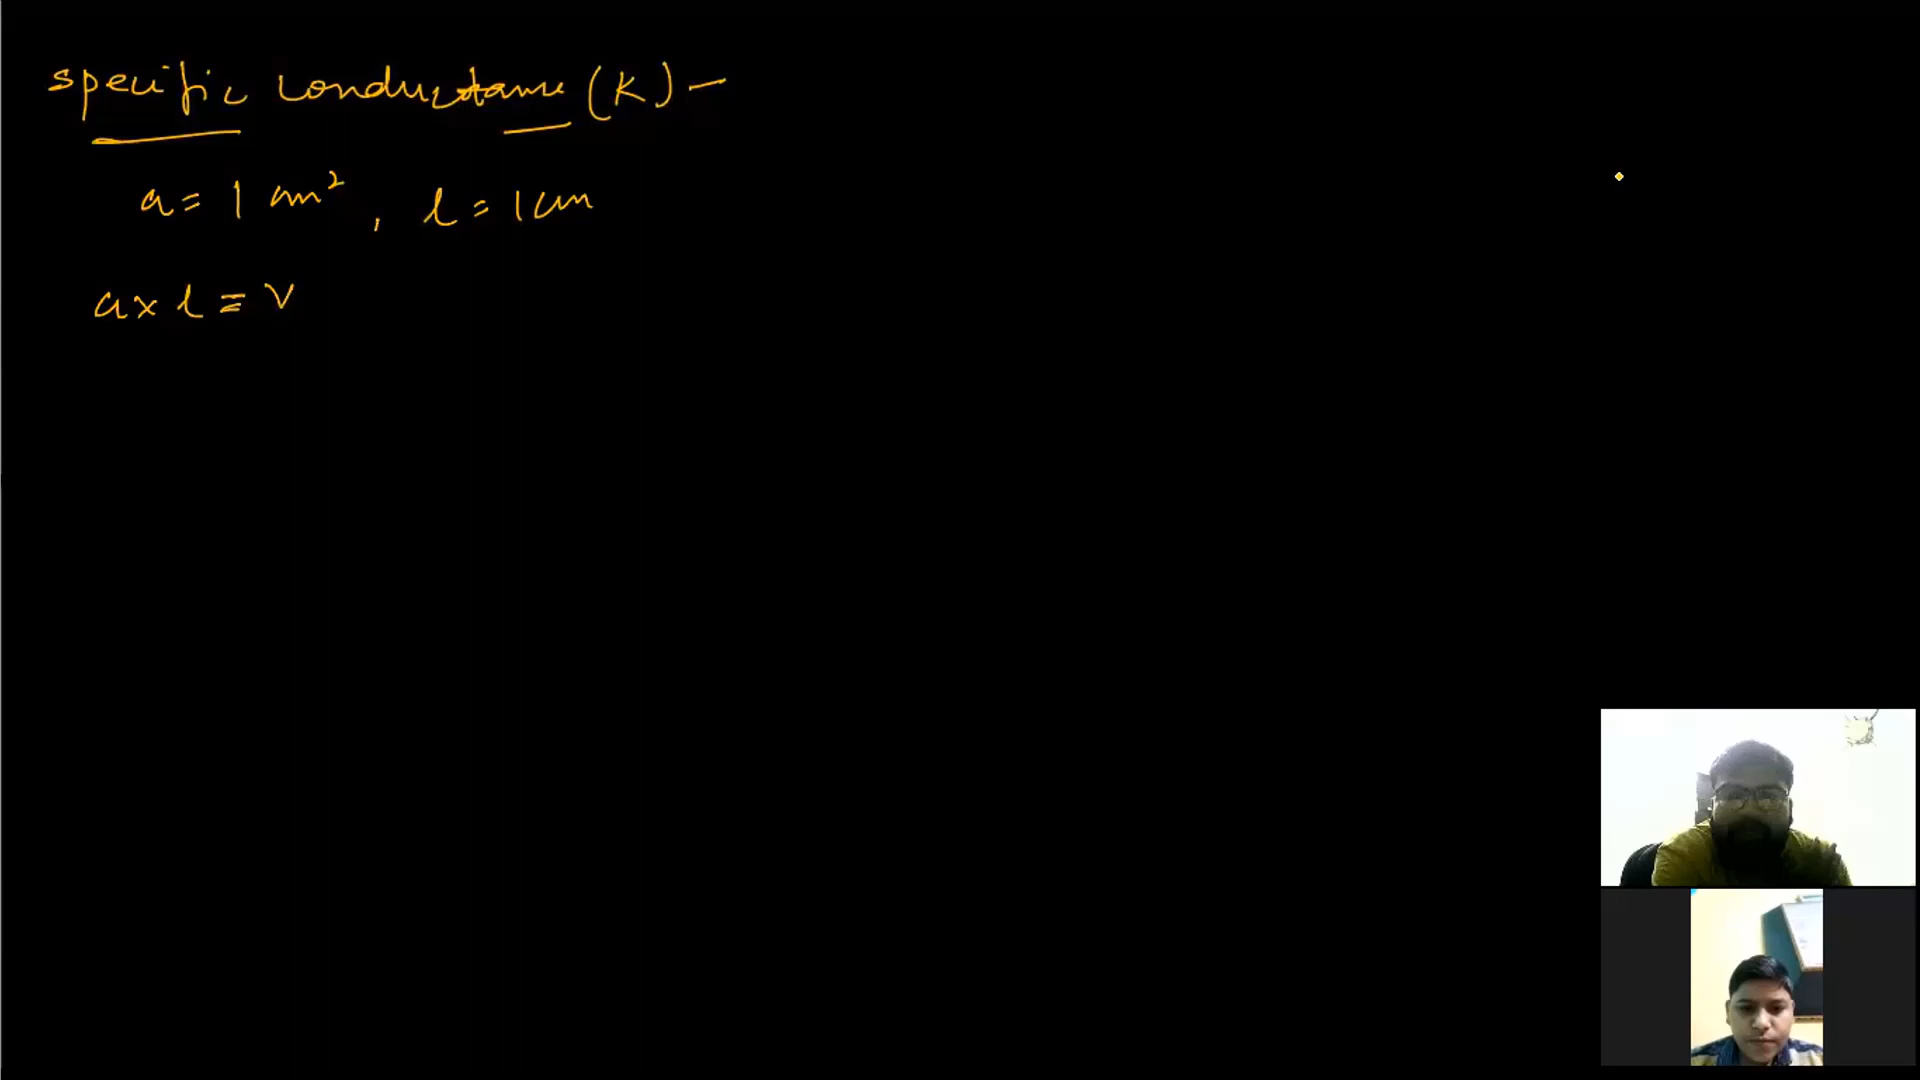 specific conductance (K) –
a = 1 cm², l = 1 cm
a x l = V